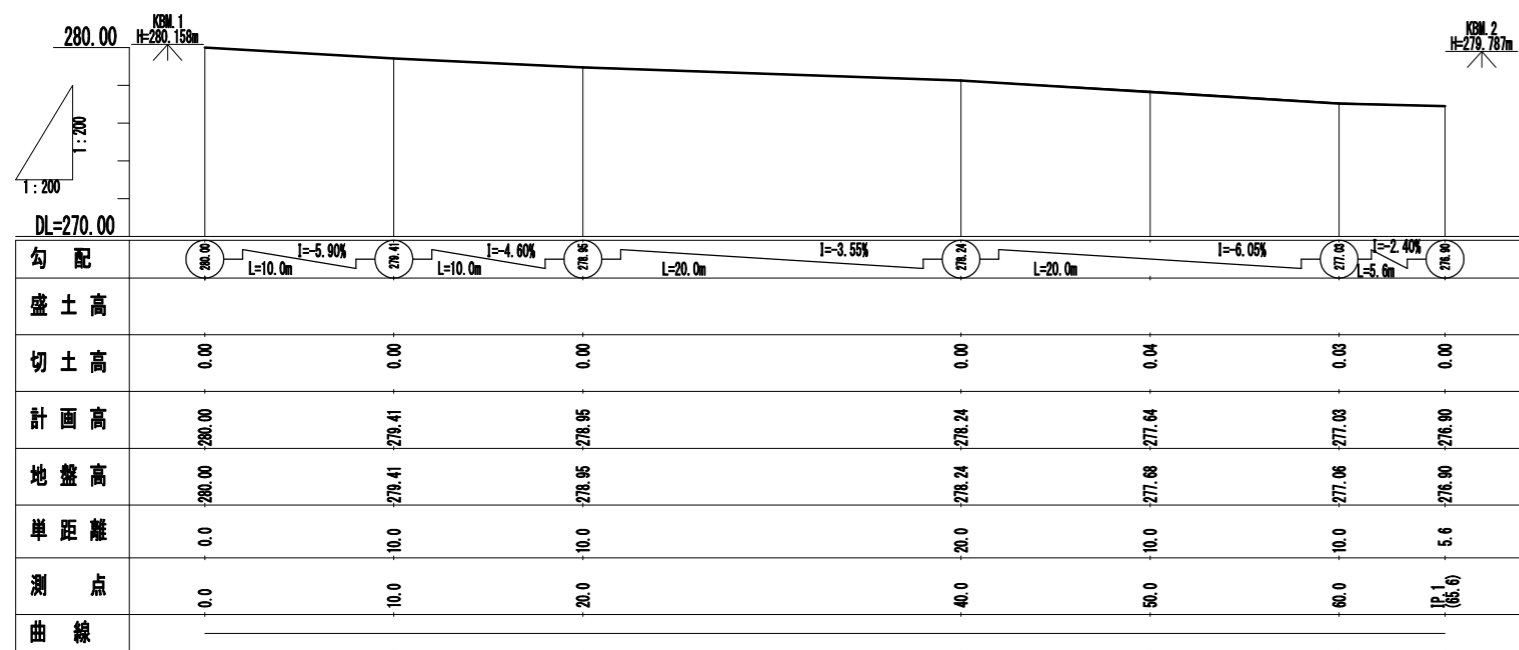 KBM.1
H=280.158m
280.00
KBM.2
H=279.787m
1:200
1:200
DL=270.00
勾配 280.00 I=-5.90% L=10.0m 279.41 I=-4.60% L=10.0m 278.95 I=-3.55% L=20.0m 278.24 I=-6.05% L=20.0m 277.03 I=-2.40% L=5.6m 276.90
盛土高
切土高 0.00 0.00 0.00 0.00 0.04 0.03 0.00
計画高 280.00 279.41 278.95 278.24 277.64 277.03 276.90
地盤高 280.00 279.41 278.95 278.24 277.68 277.06 276.90
単距離 0.0 10.0 10.0 20.0 10.0 10.0 5.6
測点 0.0 10.0 20.0 40.0 50.0 60.0 IP.1 (65.6)
曲線